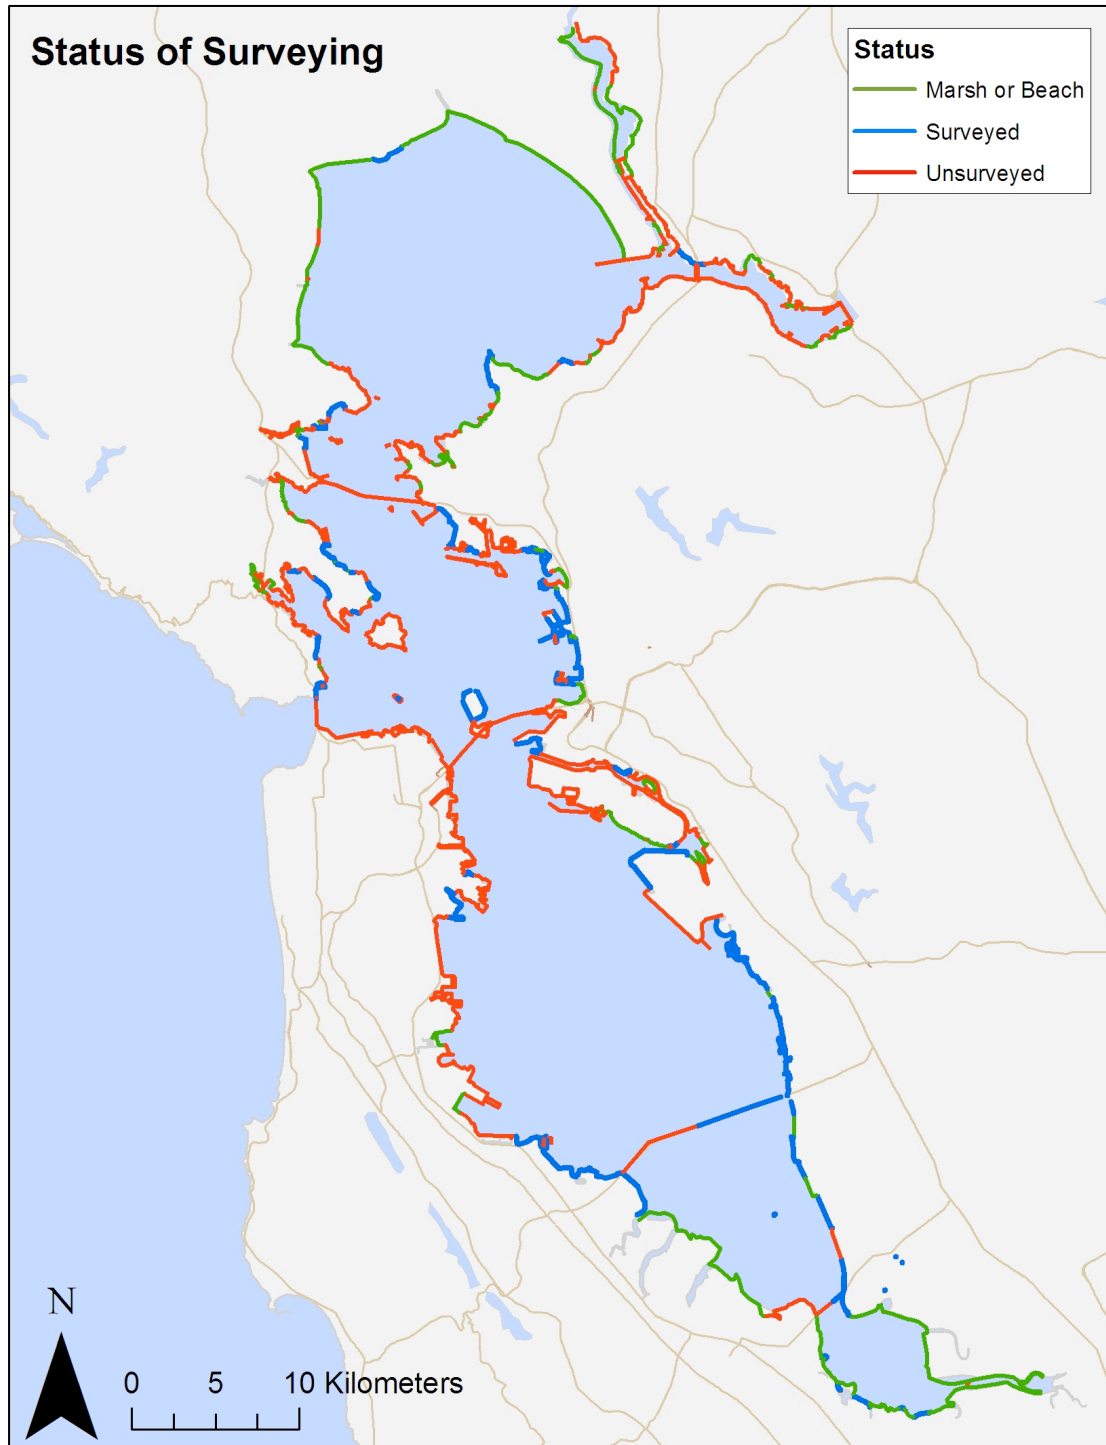 Status of Surveying
Status
Marsh or Beach
Surveyed
Unsurveyed
N
0 5 10 Kilometers